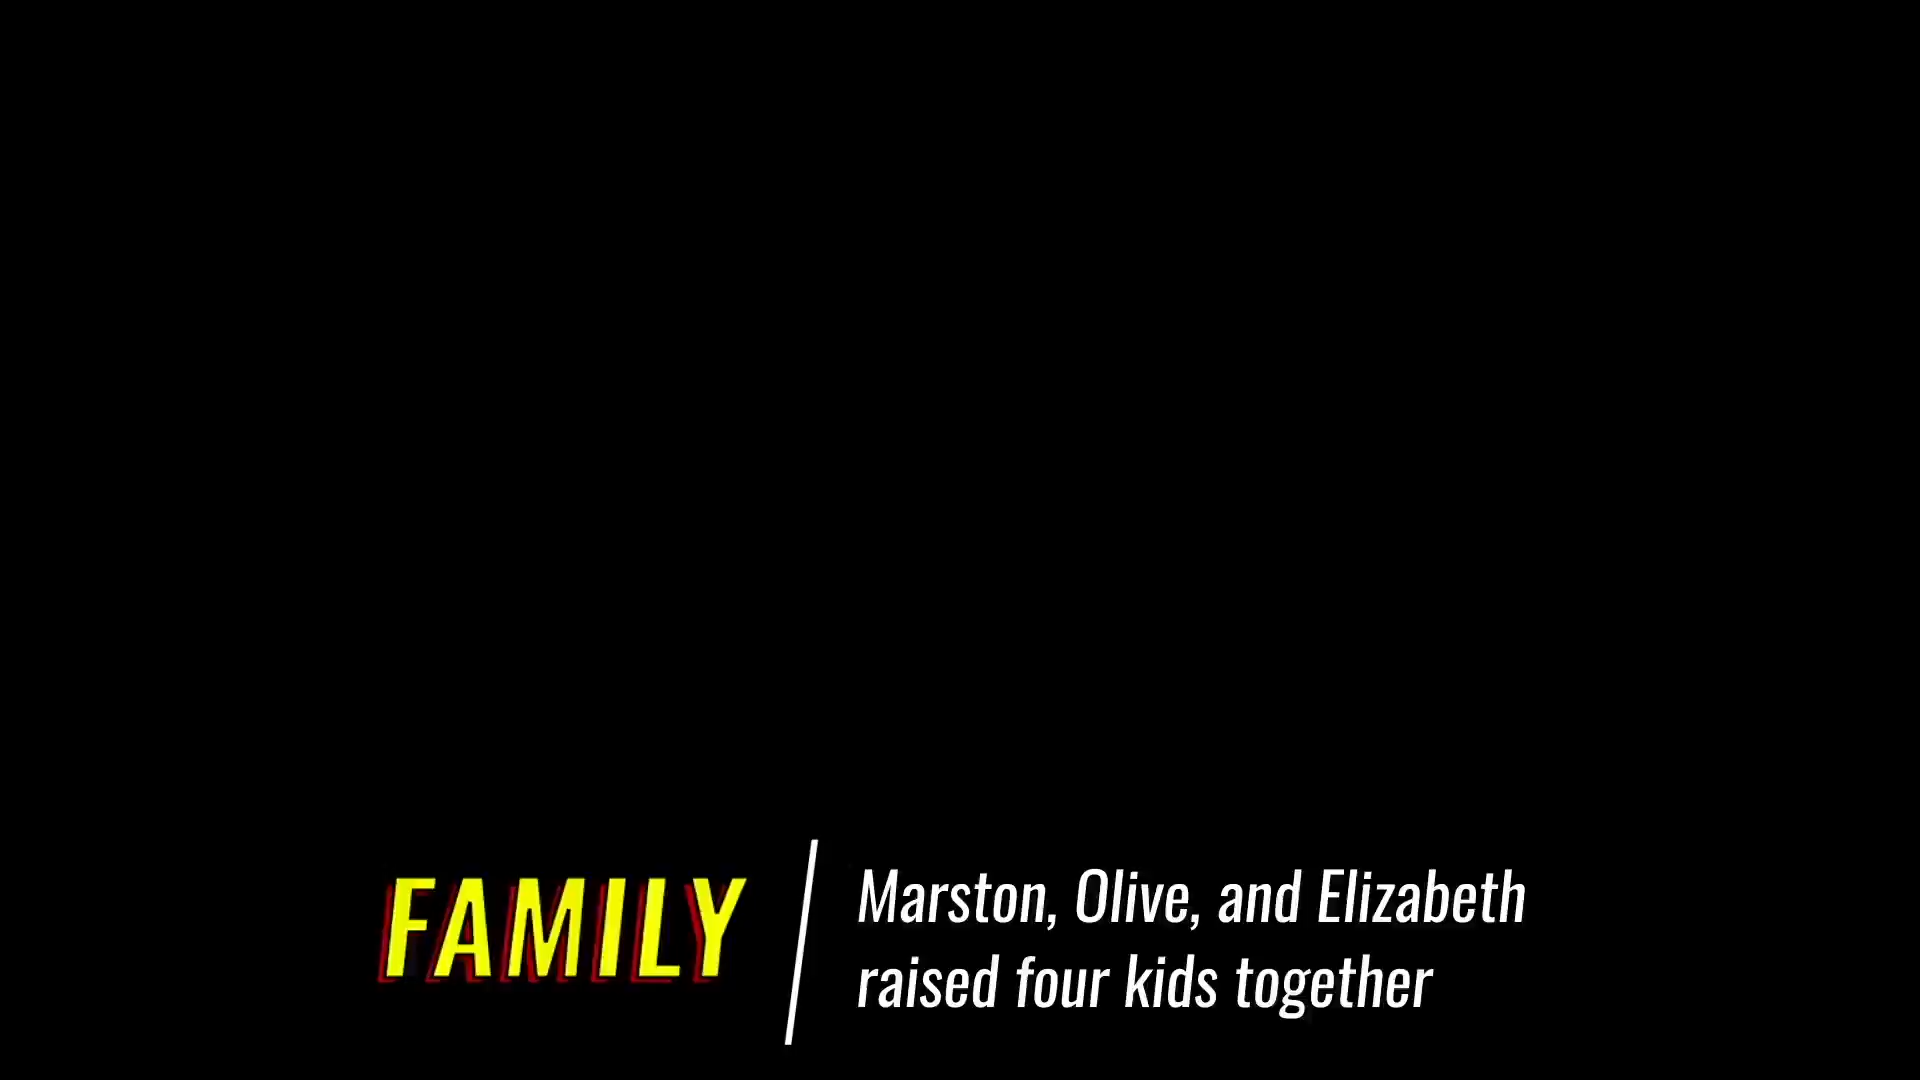 FAMILY
Marston, Olive, and Elizabeth
raised four kids together